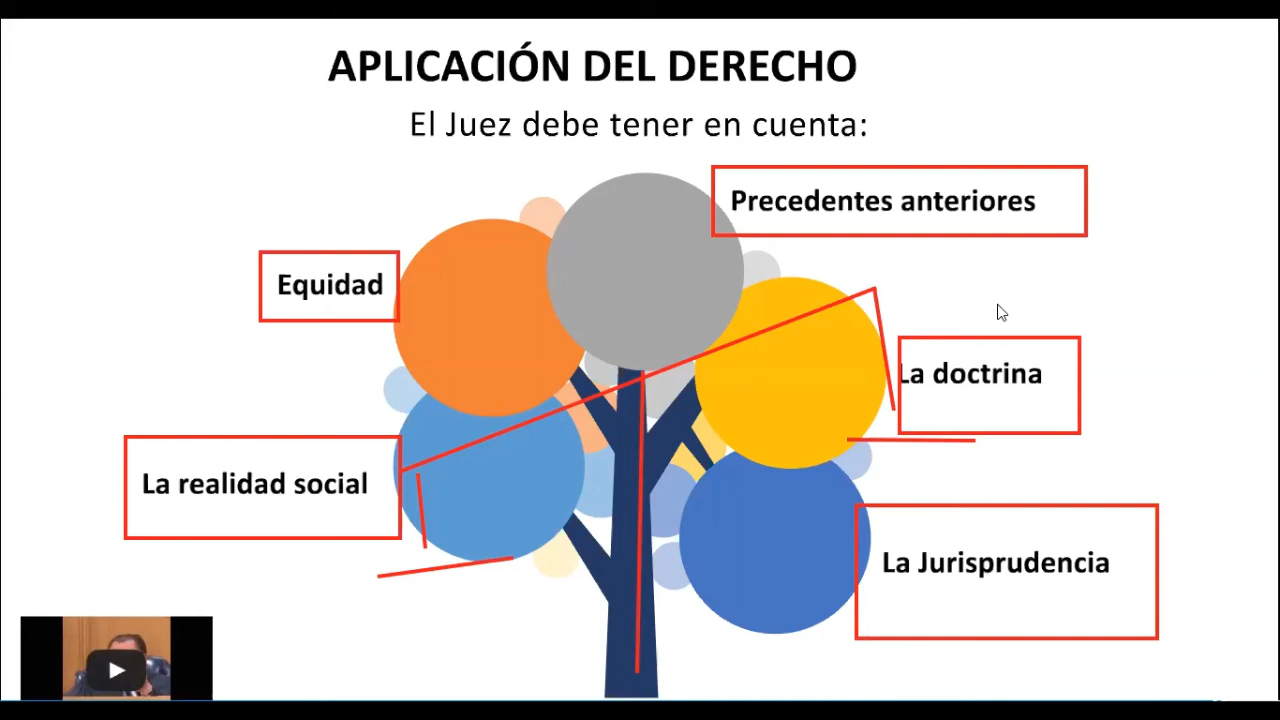 APLICACIÓN DEL DERECHO
El Juez debe tener en cuenta:
Precedentes anteriores
Equidad
La doctrina
La realidad social
La Jurisprudencia